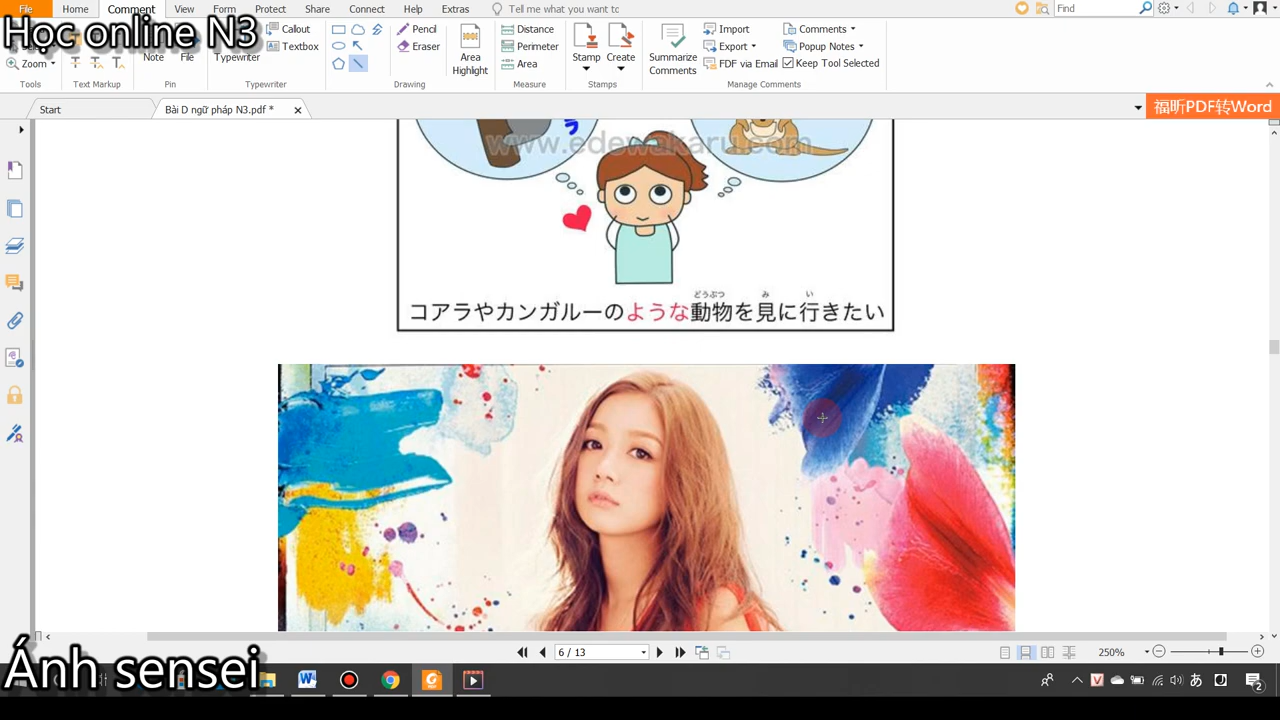 File Home Comment View Form Protect Share Connect Help Extras Tell me what you want to Find
Học online N3
Callout Pencil Distance Import Comments
Textbox Eraser Perimeter Export Popup Notes
Zoom Typewriter Note File Area Highlight Area Stamp Create Summarize Comments FDF via Email Keep Tool Selected
Tools Text Markup Pin Typewriter Drawing Measure Stamps Manage Comments
Start Bài D ngữ pháp N3.pdf * 福昕PDF转Word
ラ
www.edewakaru.com
どうぶつ み い
コアラやカンガルーのような動物を見に行きたい
6 / 13 250%
Ánh sensei
W V あ 2